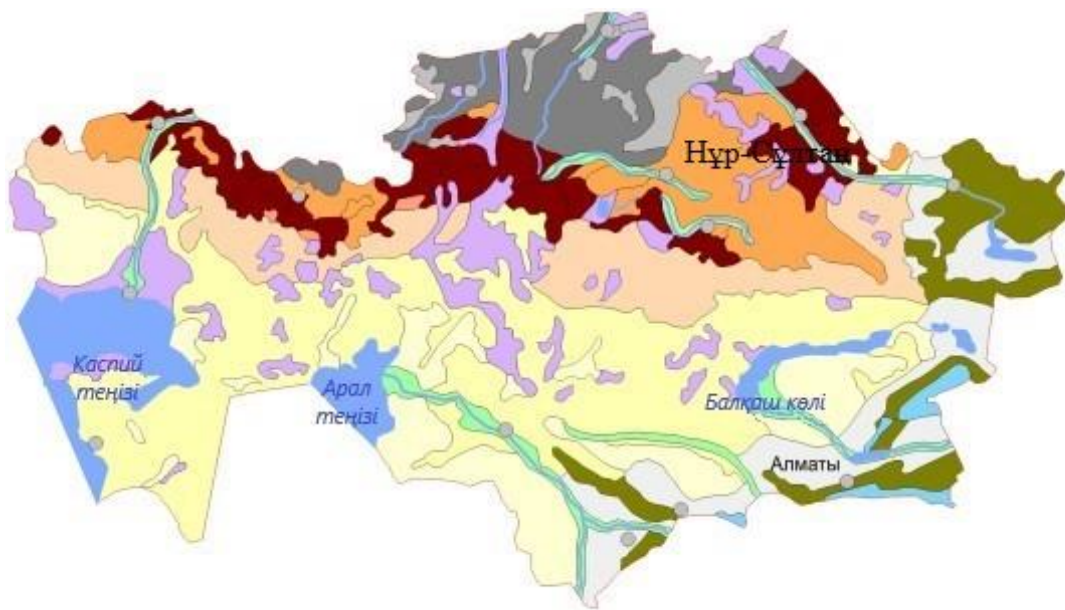 Нұр-Сұлтан
Каспий
теңізі
Арал
теңізі
Балқаш көлі
Алматы